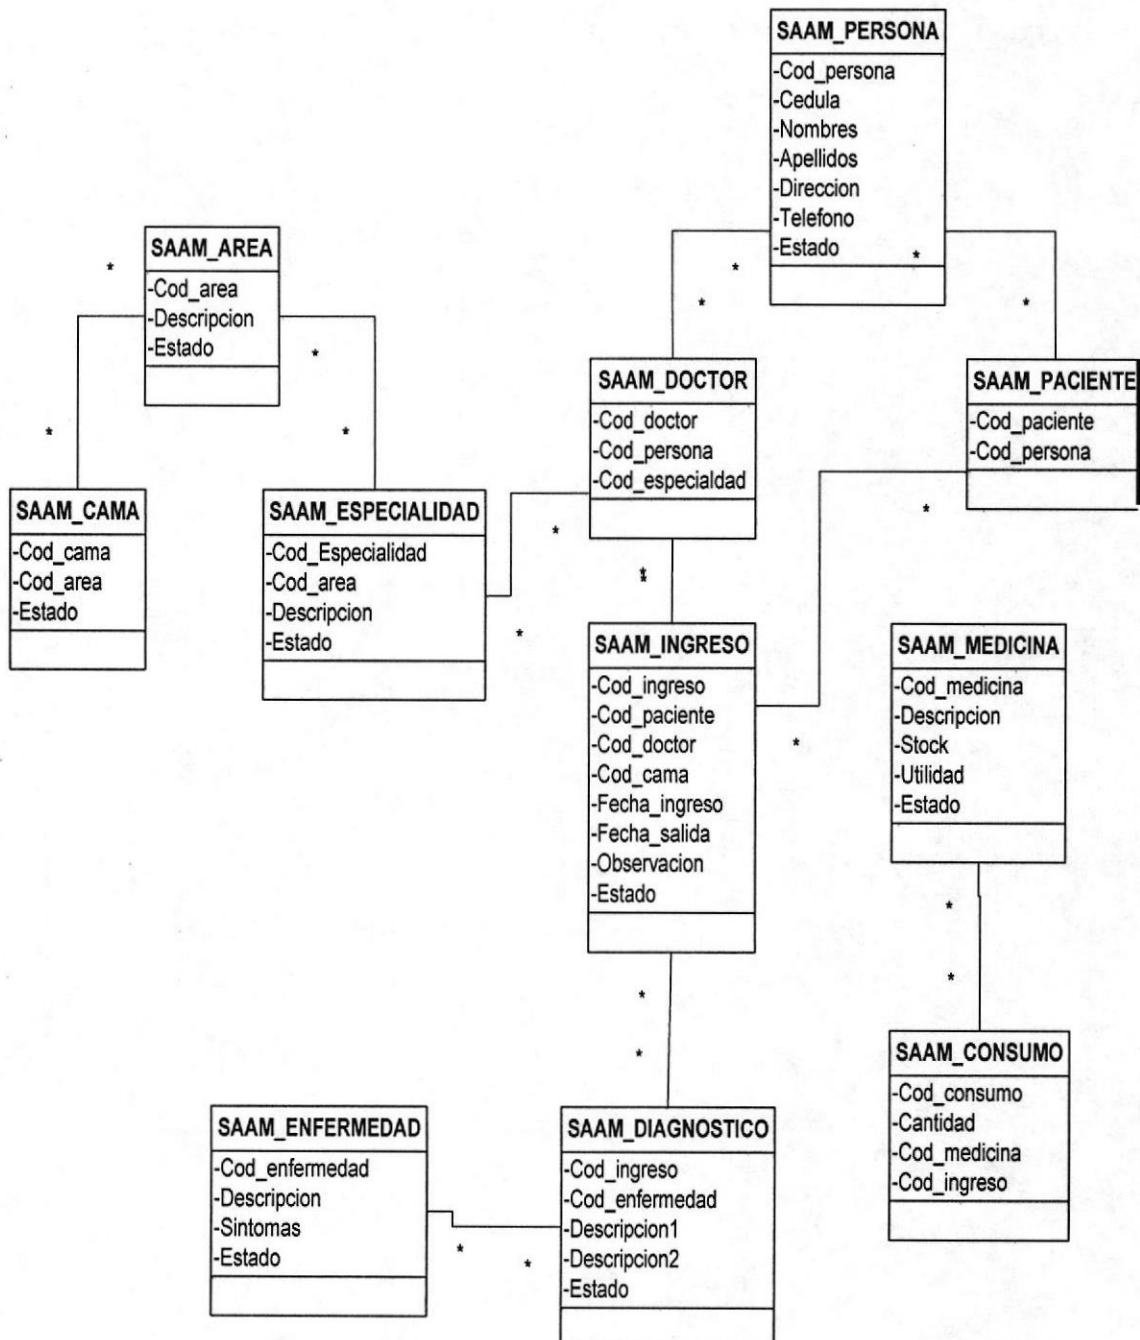 SAAM_PERSONA
-Cod_persona
-Cedula
-Nombres
-Apellidos
-Direccion
-Telefono
-Estado
*
*
*
*
SAAM_AREA
-Cod_area
-Descripcion
-Estado
*
*
*
*
SAAM_DOCTOR
-Cod_doctor
-Cod_persona
-Cod_especialdad
SAAM_PACIENTE
-Cod_paciente
-Cod_persona
SAAM_CAMA
-Cod_cama
-Cod_area
-Estado
SAAM_ESPECIALIDAD
-Cod_Especialidad
-Cod_area
-Descripcion
-Estado
*
*
*
*
*
*
SAAM_INGRESO
-Cod_ingreso
-Cod_paciente
-Cod_doctor
-Cod_cama
-Fecha_ingreso
-Fecha_salida
-Observacion
-Estado
SAAM_MEDICINA
-Cod_medicina
-Descripcion
-Stock
-Utilidad
-Estado
*
*
*
*
SAAM_CONSUMO
-Cod_consumo
-Cantidad
-Cod_medicina
-Cod_ingreso
SAAM_ENFERMEDAD
-Cod_enfermedad
-Descripcion
-Sintomas
-Estado
*
*
SAAM_DIAGNOSTICO
-Cod_ingreso
-Cod_enfermedad
-Descripcion1
-Descripcion2
-Estado